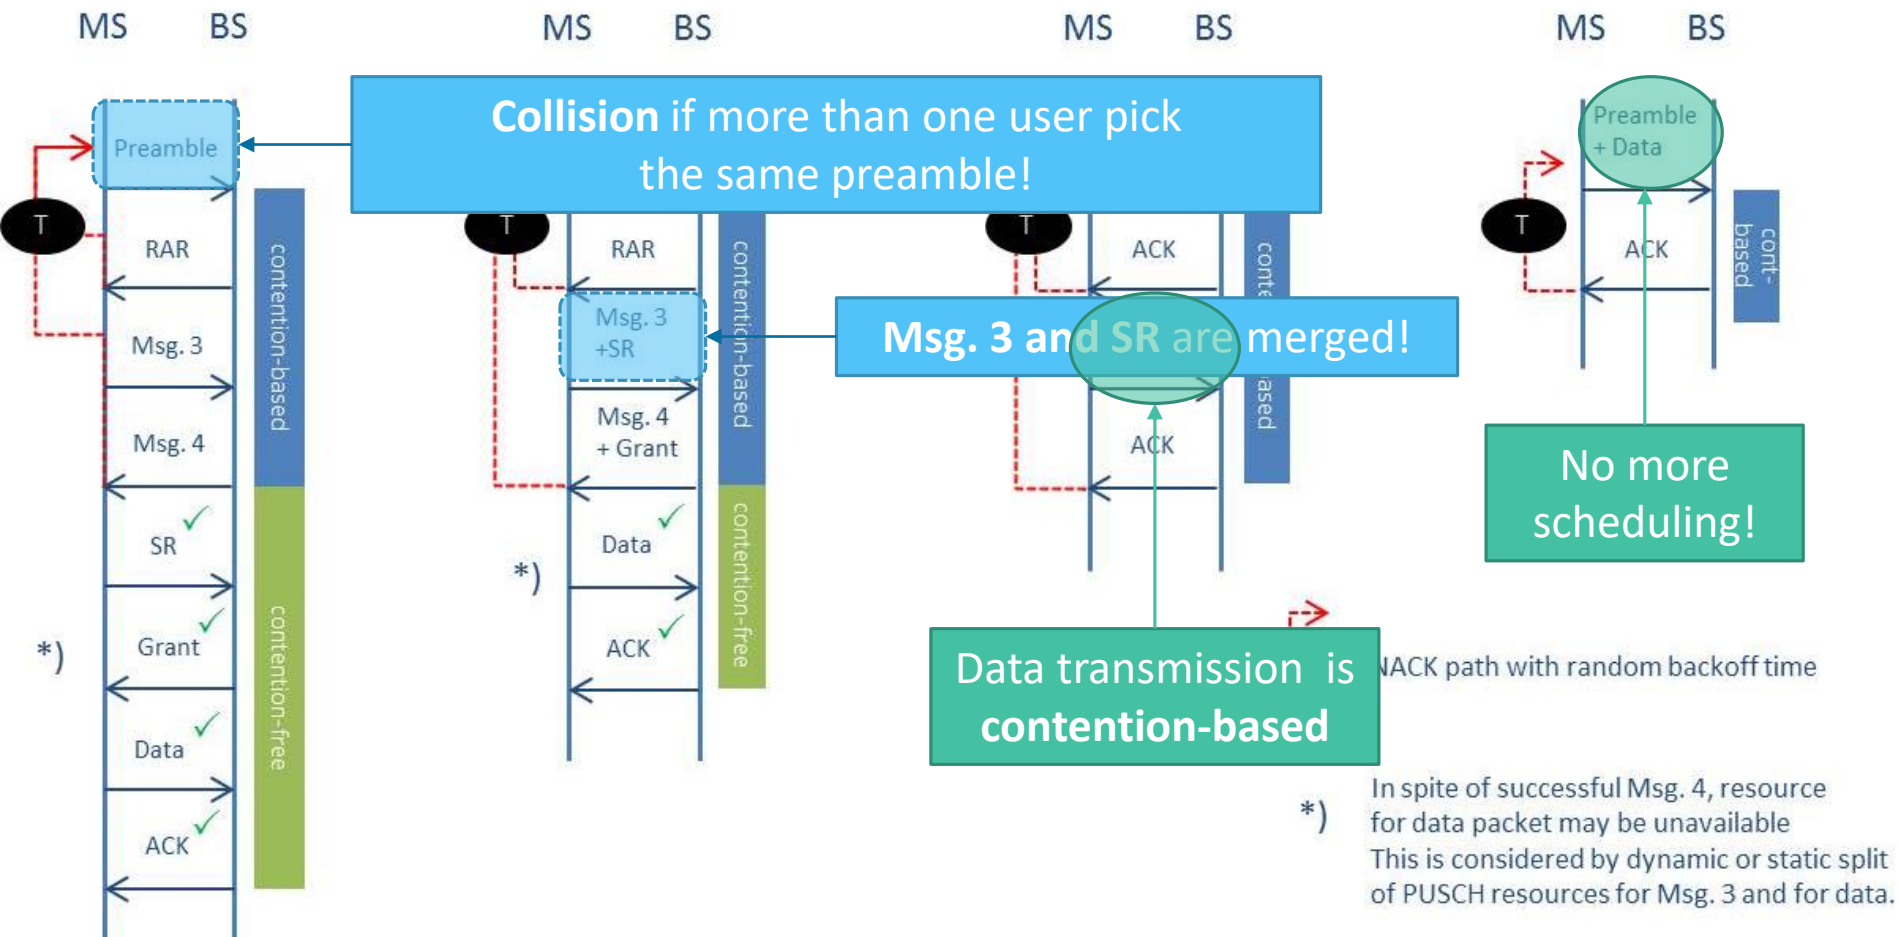 MS BS
MS BS
MS BS
MS BS
Collision if more than one user pick
the same preamble!
Preamble
T
RAR
Msg. 3
Msg. 4
SR
Grant
*)
Data
ACK
contention-based
contention-free
T
RAR
Msg. 3
+SR
Msg. 4
+ Grant
Data
*)
ACK
contention-based
contention-free
T
ACK
Msg. 3 and SR are merged!
ACK
Data transmission is
contention-based
Preamble
+ Data
T
ACK
cont-
based
No more
scheduling!
NACK path with random backoff time
*)
In spite of successful Msg. 4, resource
for data packet may be unavailable
This is considered by dynamic or static split
of PUSCH resources for Msg. 3 and for data.